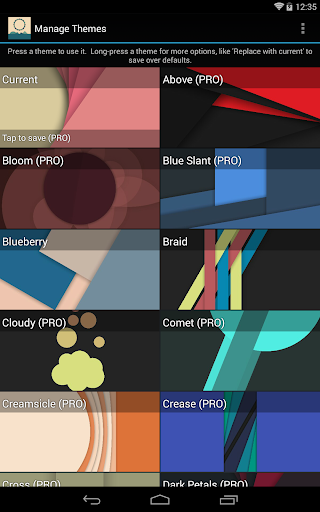 12:35
Manage Themes
Press a theme to use it. Long-press a theme for more options, like 'Replace with current' to
save over defaults.
Current
Tap to save (PRO)
Above (PRO)
Bloom (PRO)
Blue Slant (PRO)
Blueberry
Braid
Cloudy (PRO)
Comet (PRO)
Creamsicle (PRO)
Crease (PRO)
Cross (PRO)
Dark Petals (PRO)